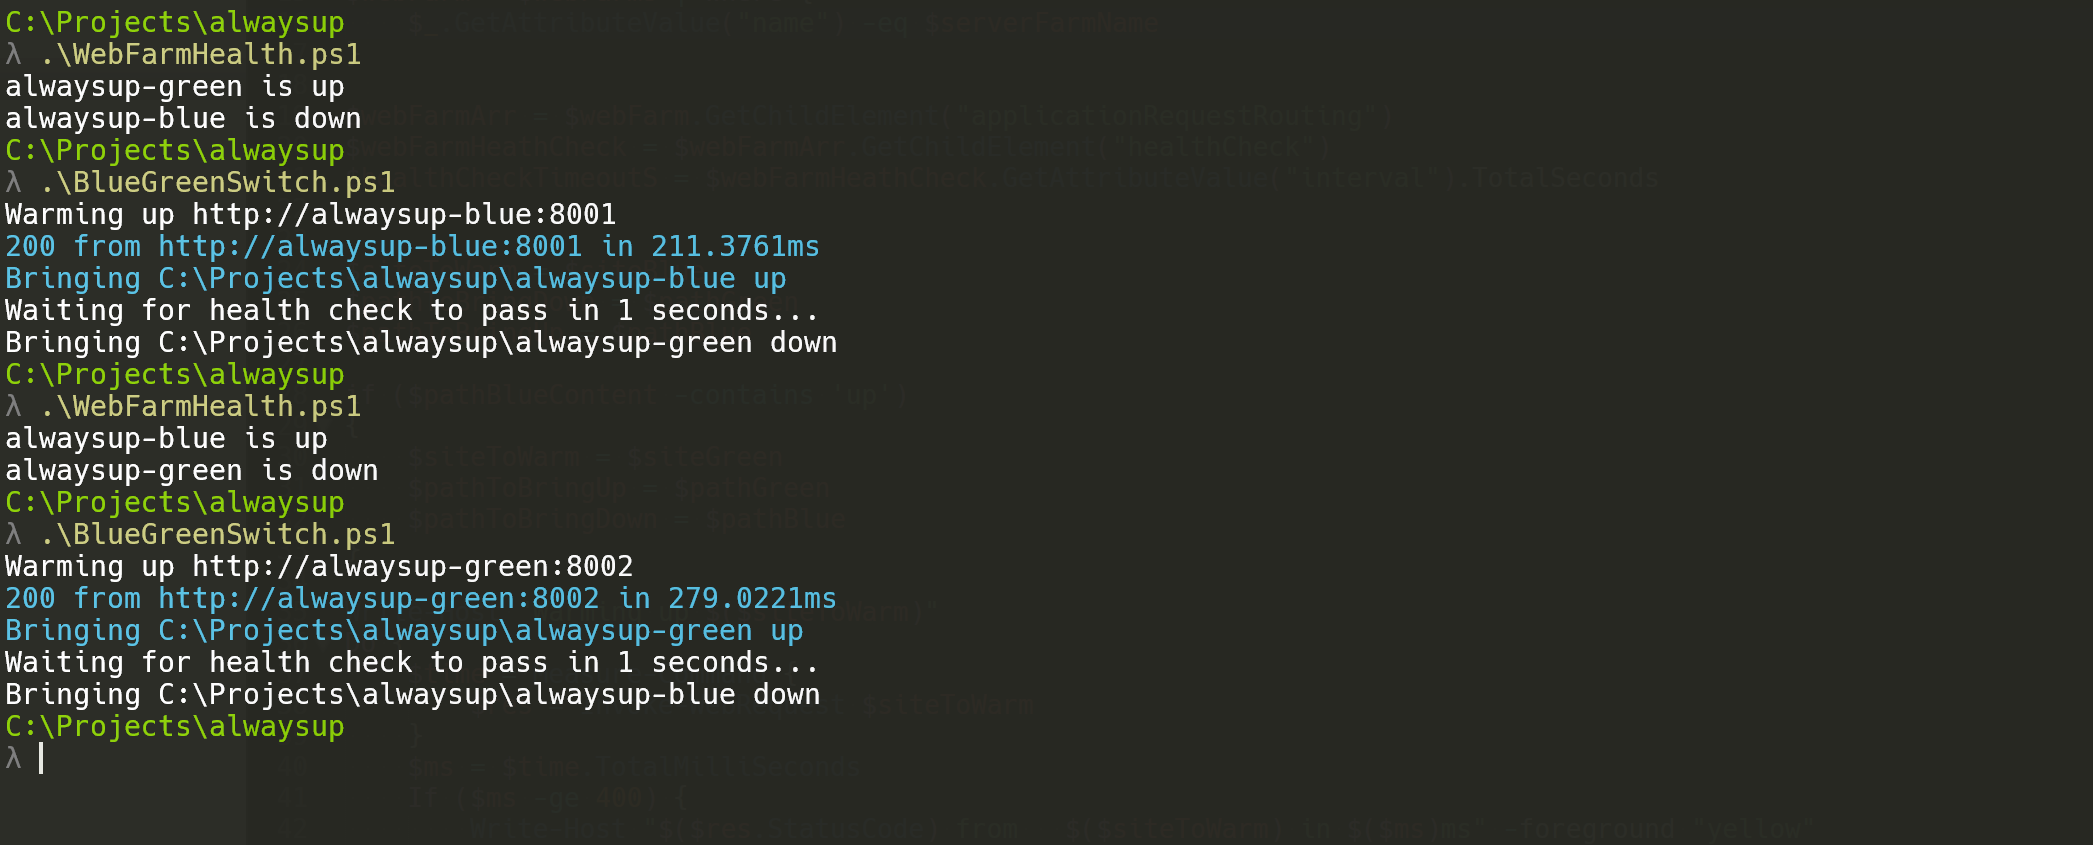 C:\Projects\alwaysup
λ .\WebFarmHealth.ps1
alwaysup-green is up
alwaysup-blue is down
C:\Projects\alwaysup
λ .\BlueGreenSwitch.ps1
Warming up http://alwaysup-blue:8001
200 from http://alwaysup-blue:8001 in 211.3761ms
Bringing C:\Projects\alwaysup\alwaysup-blue up
Waiting for health check to pass in 1 seconds...
Bringing C:\Projects\alwaysup\alwaysup-green down
C:\Projects\alwaysup
λ .\WebFarmHealth.ps1
alwaysup-blue is up
alwaysup-green is down
C:\Projects\alwaysup
λ .\BlueGreenSwitch.ps1
Warming up http://alwaysup-green:8002
200 from http://alwaysup-green:8002 in 279.0221ms
Bringing C:\Projects\alwaysup\alwaysup-green up
Waiting for health check to pass in 1 seconds...
Bringing C:\Projects\alwaysup\alwaysup-blue down
C:\Projects\alwaysup
λ